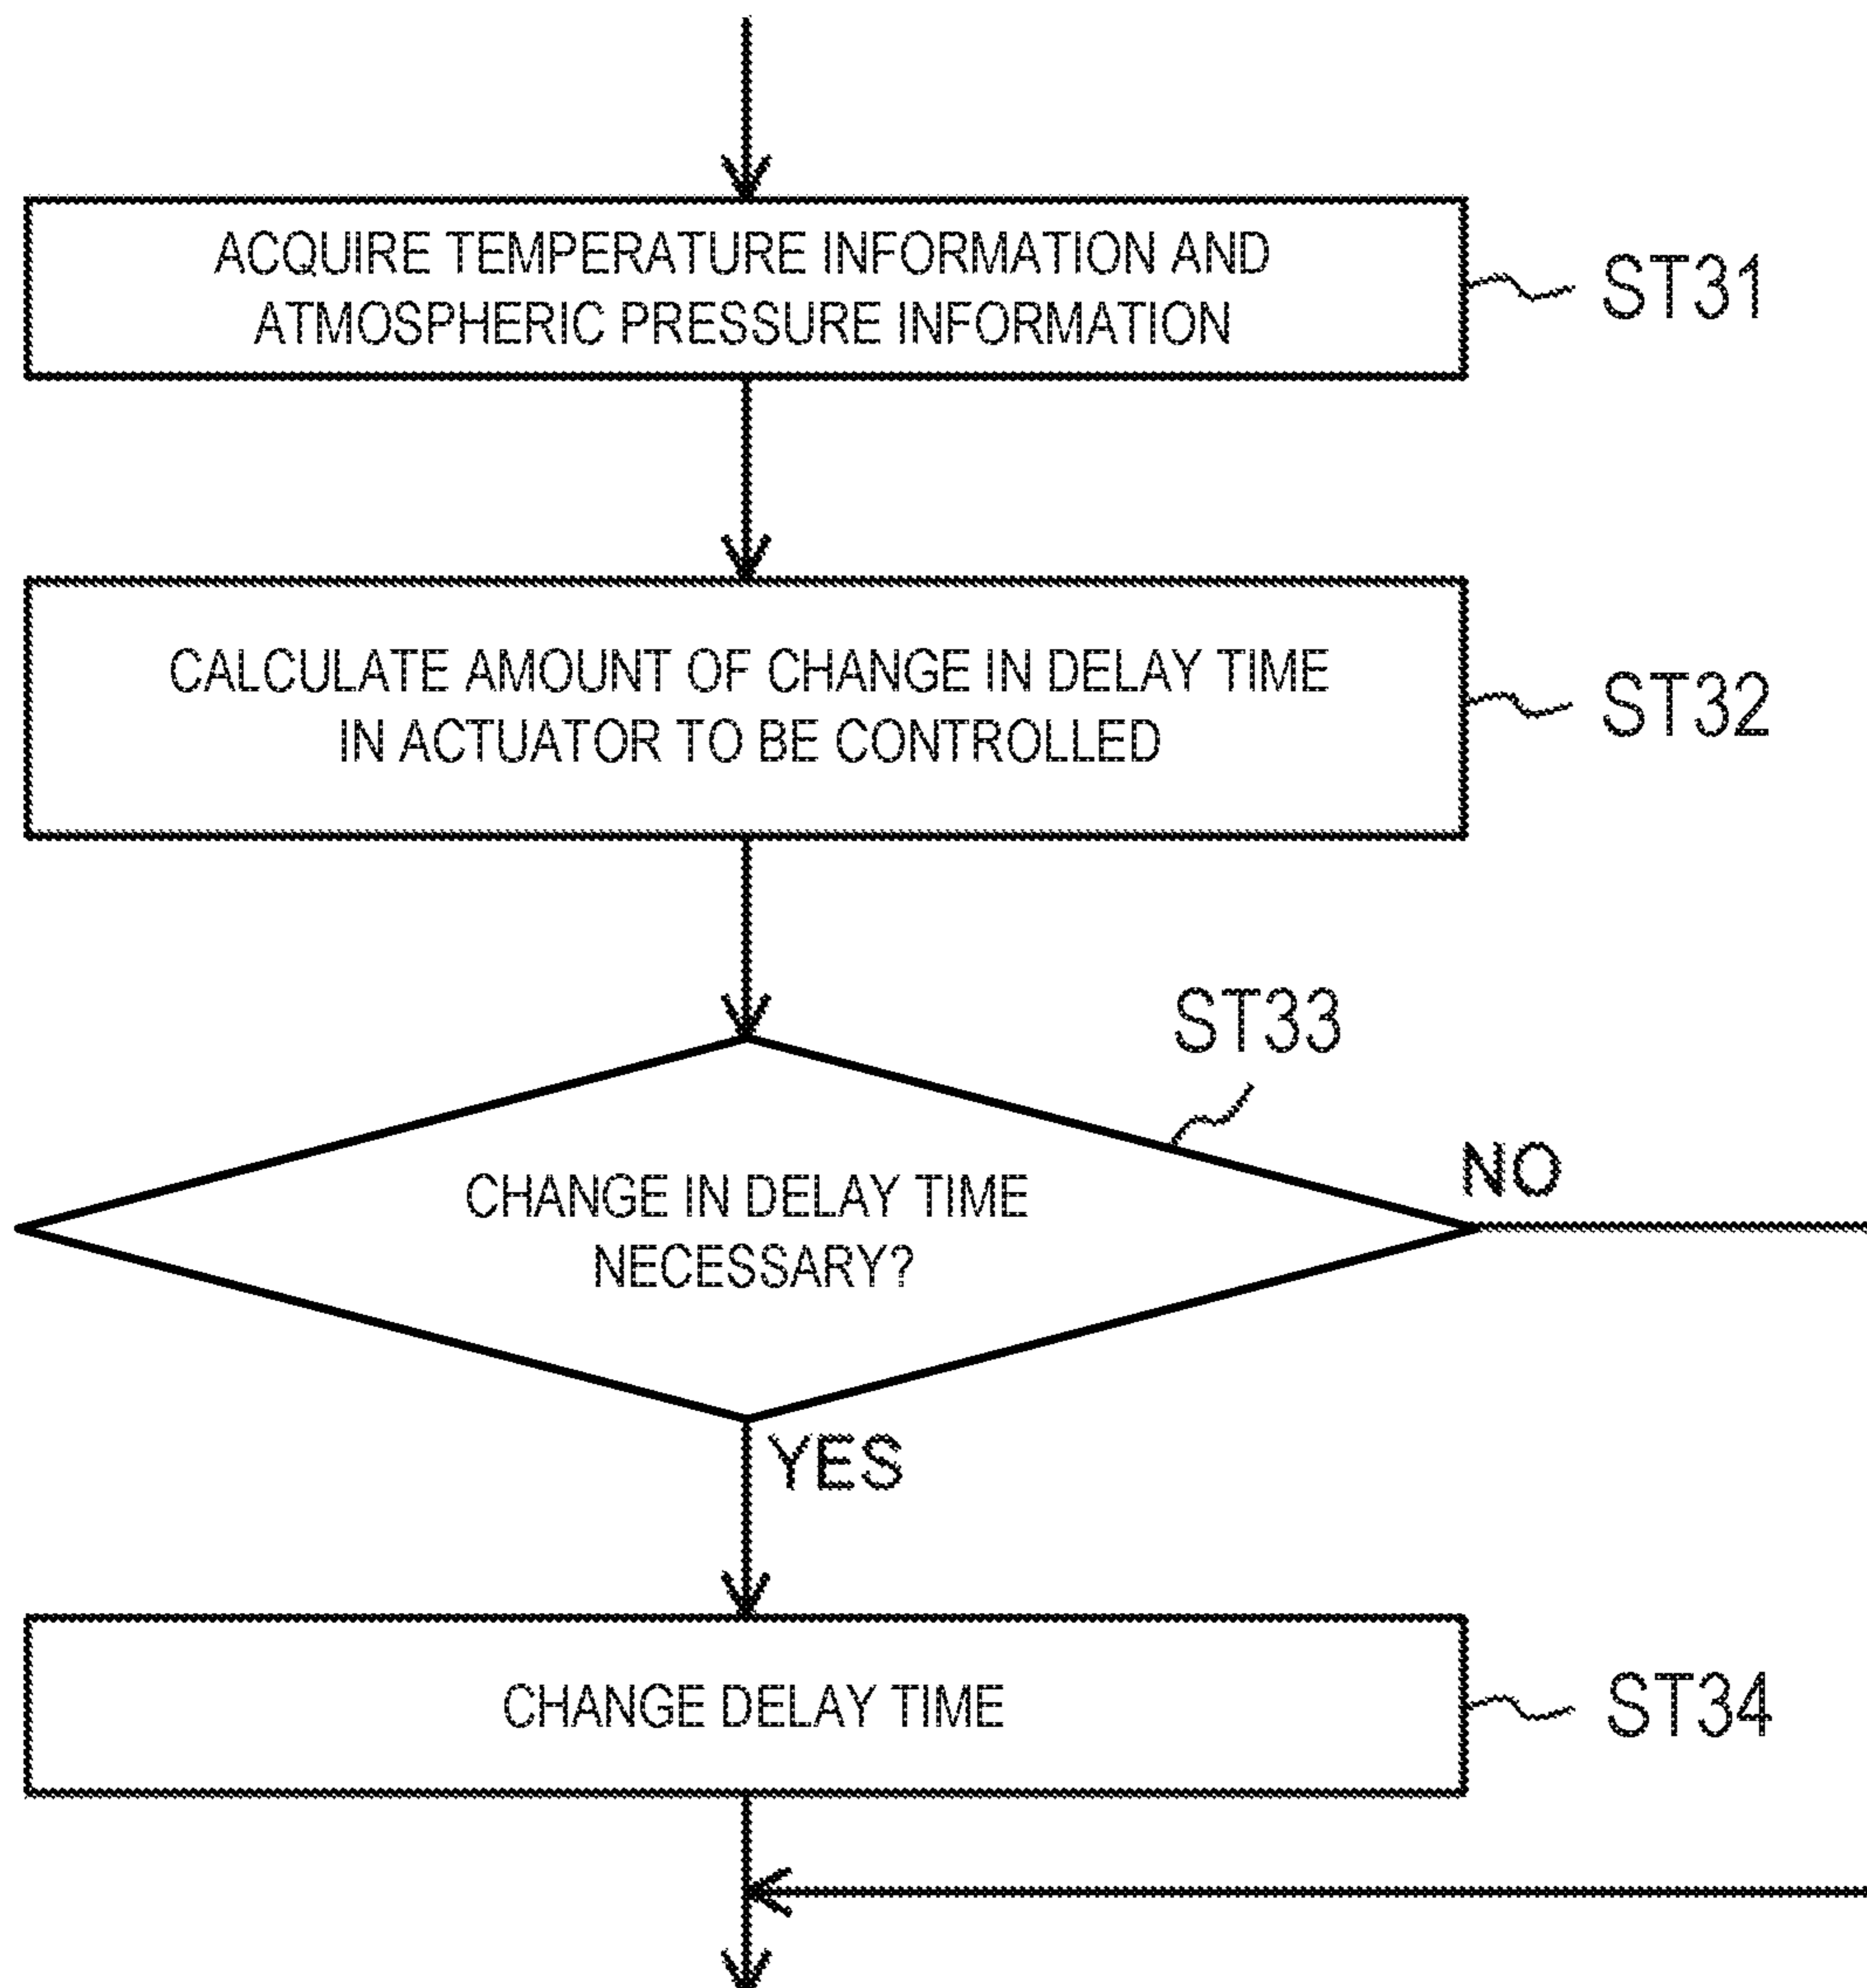 ACQUIRE TEMPERATURE INFORMATION AND
ATMOSPHERIC PRESSURE INFORMATION
ST31
CALCULATE AMOUNT OF CHANGE IN DELAY TIME
IN ACTUATOR TO BE CONTROLLED
ST32
ST33
CHANGE IN DELAY TIME
NECESSARY?
NO
YES
CHANGE DELAY TIME
ST34